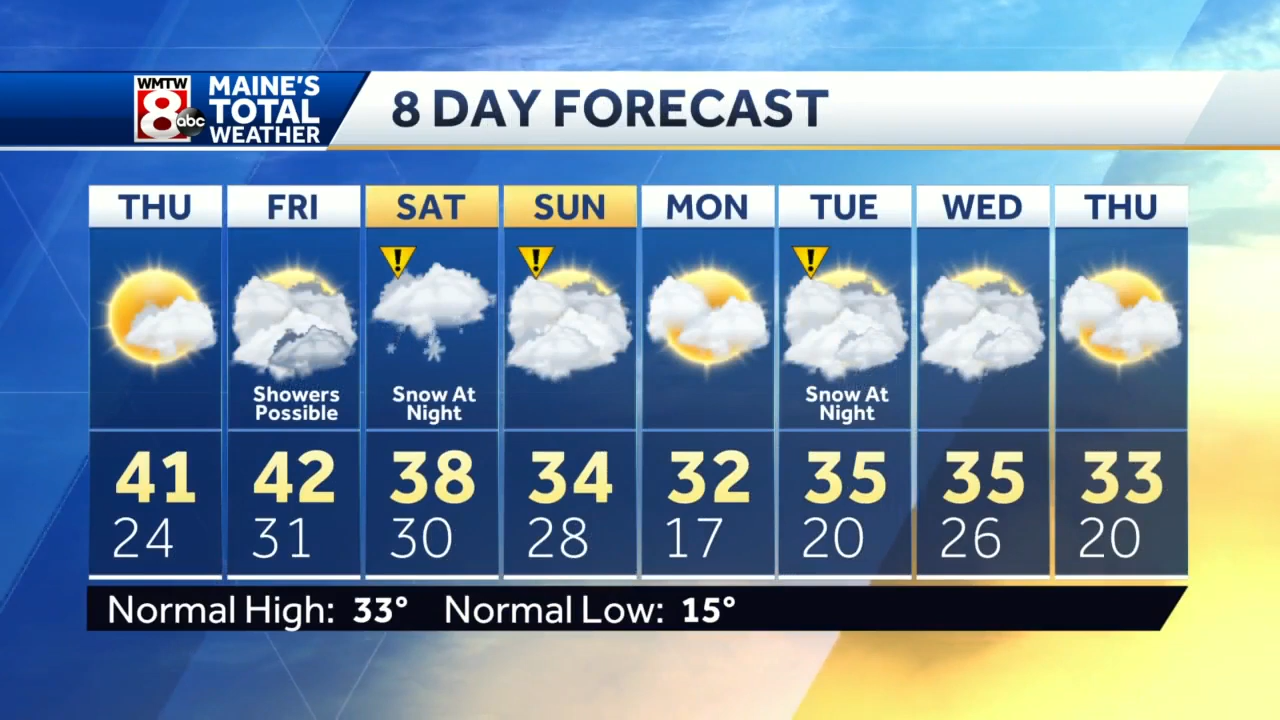 WMTW
8
abc
MAINE'S
TOTAL
WEATHER
8 DAY FORECAST
THU FRI SAT SUN MON TUE WED THU
! ! !
Showers Possible
Snow At Night
Snow At Night
41 42 38 34 32 35 35 33
24 31 30 28 17 20 26 20
Normal High: 33° Normal Low: 15°